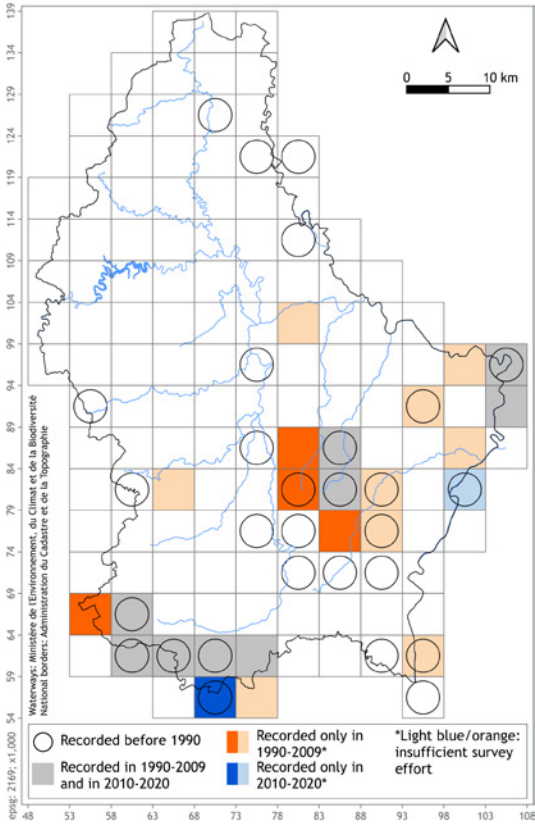 139
134
129
124
119
114
109
104
99
94
89
84
79
74
69
64
59
54
epsg: 2169; x1,000
0 5 10 km
Waterways: Ministère de l'Environnement, du Climat et de la Biodiversité
National borders: Administration du Cadastre et de la Topographie
Recorded before 1990
Recorded in 1990-2009
and in 2010-2020
Recorded only in
1990-2009*
Recorded only in
2010-2020*
*Light blue/orange:
insufficient survey
effort
48 53 58 63 68 73 78 83 88 93 98 103 108